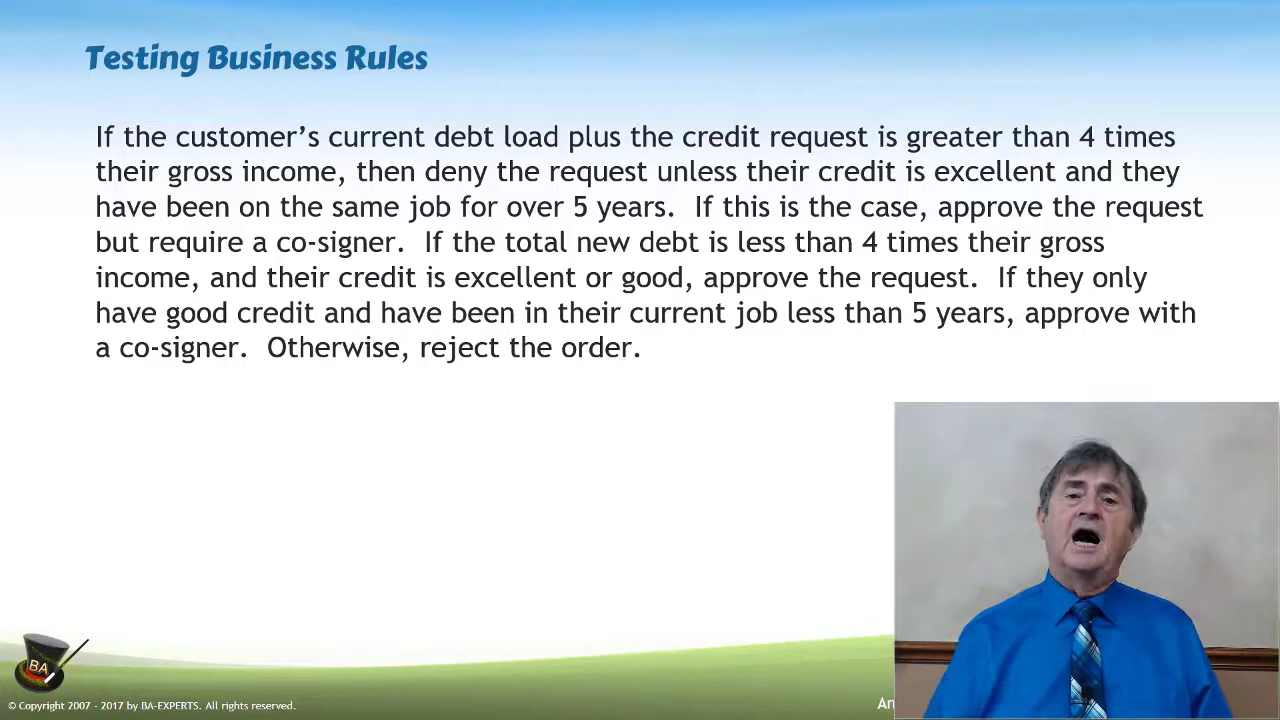 Testing Business Rules
If the customer’s current debt load plus the credit request is greater than 4 times
their gross income, then deny the request unless their credit is excellent and they
have been on the same job for over 5 years. If this is the case, approve the request
but require a co-signer. If the total new debt is less than 4 times their gross
income, and their credit is excellent or good, approve the request. If they only
have good credit and have been in their current job less than 5 years, approve with
a co-signer. Otherwise, reject the order.
BA
© Copyright 2007 - 2017 by BA-EXPERTS. All rights reserved.